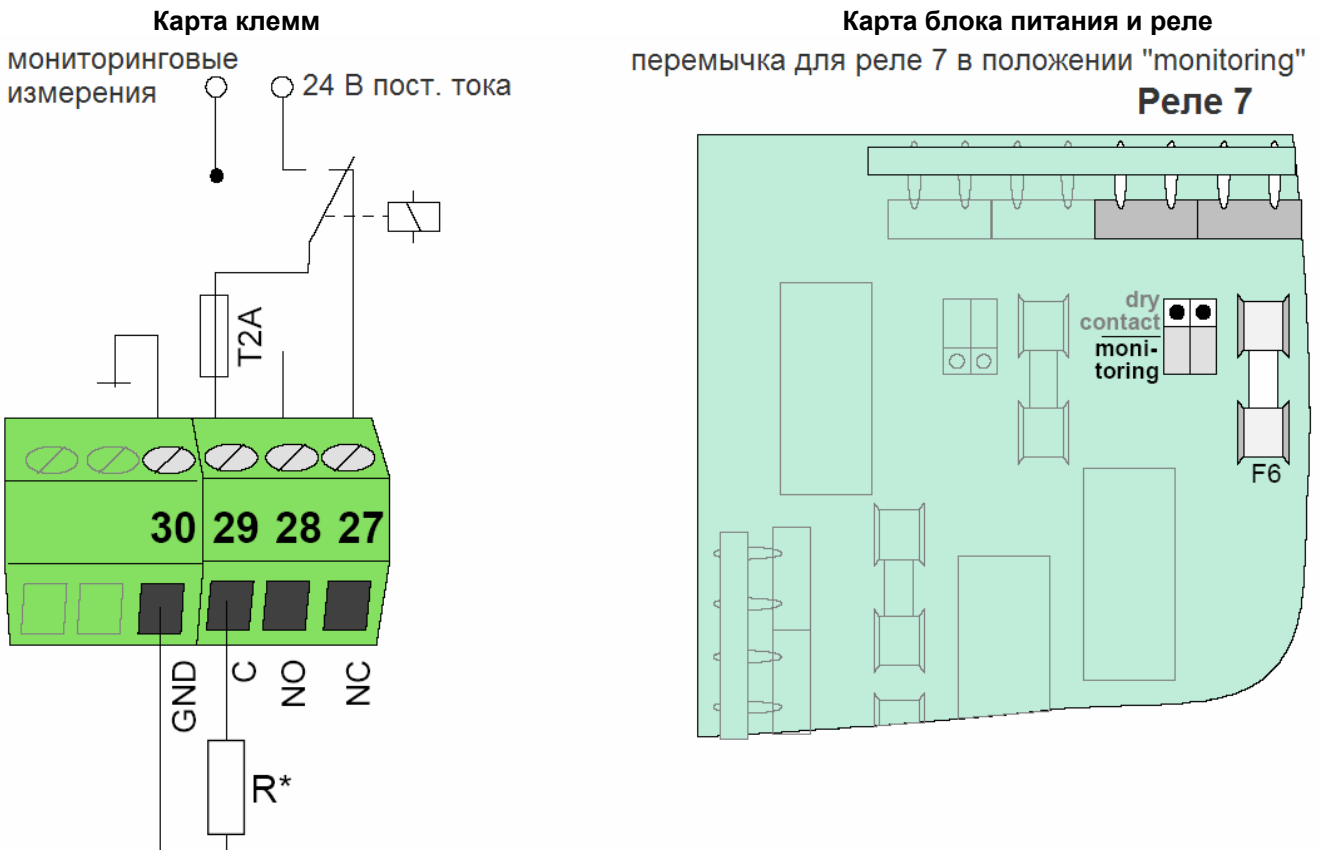 Карта клемм
мониторинговые
измерения
24 В пост. тока
T2A
30 29 28 27
GND
C
NO
NC
R*
Карта блока питания и реле
перемычка для реле 7 в положении "monitoring"
Реле 7
dry
contact
moni-
toring
F6